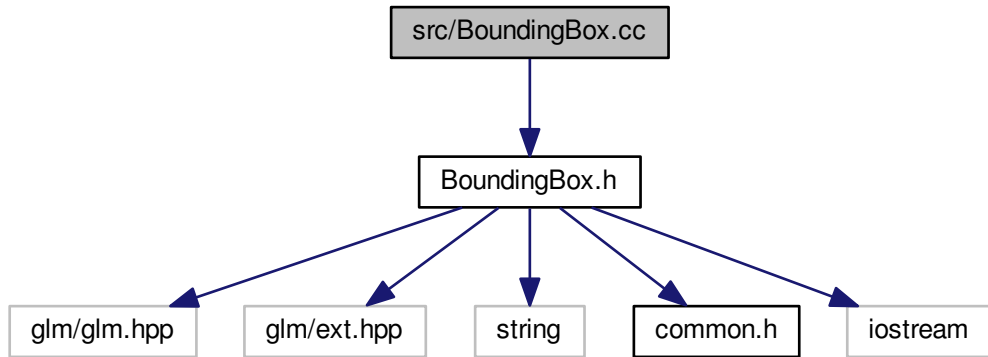 src/BoundingBox.cc
BoundingBox.h
glm/glm.hpp
glm/ext.hpp
string
common.h
iostream